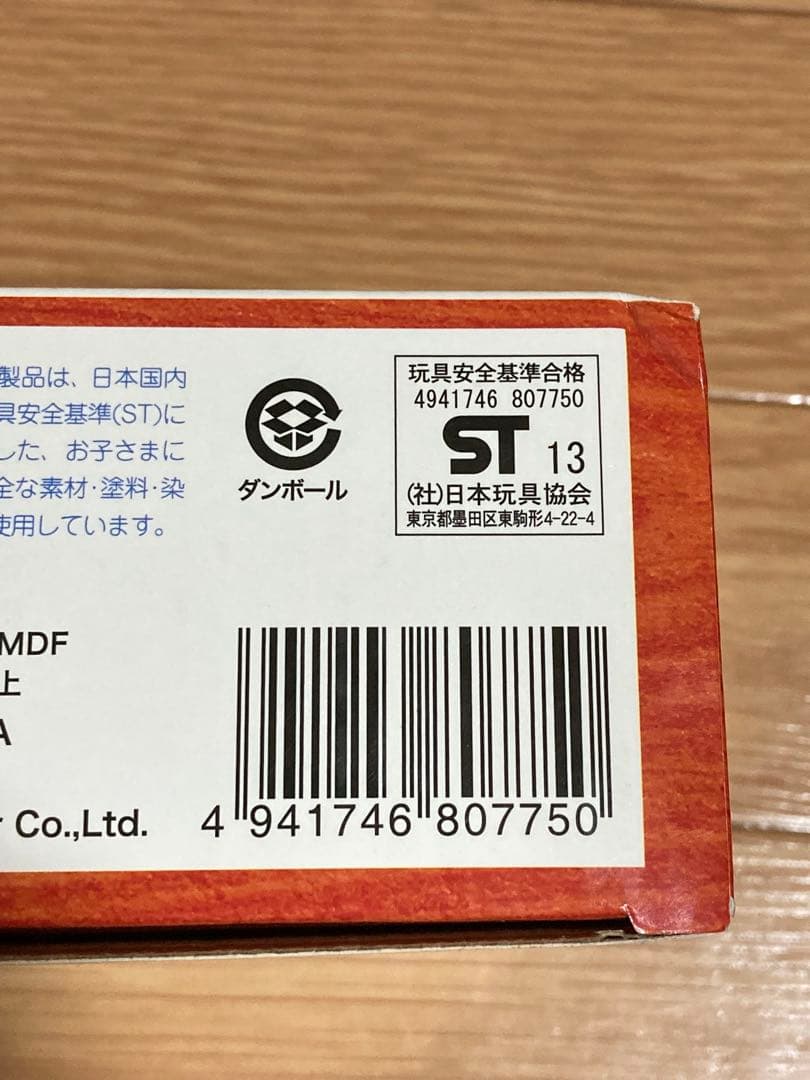 製品は、日本国内
具安全基準(ST)に
した、お子さまに
全な素材･塗料･染
使用しています。
ダンボール
玩具安全基準合格
4941746 807750
ST 13
(社)日本玩具協会
東京都墨田区東駒形4-22-4
MDF
上
A
r Co.,Ltd.
4 941746 807750